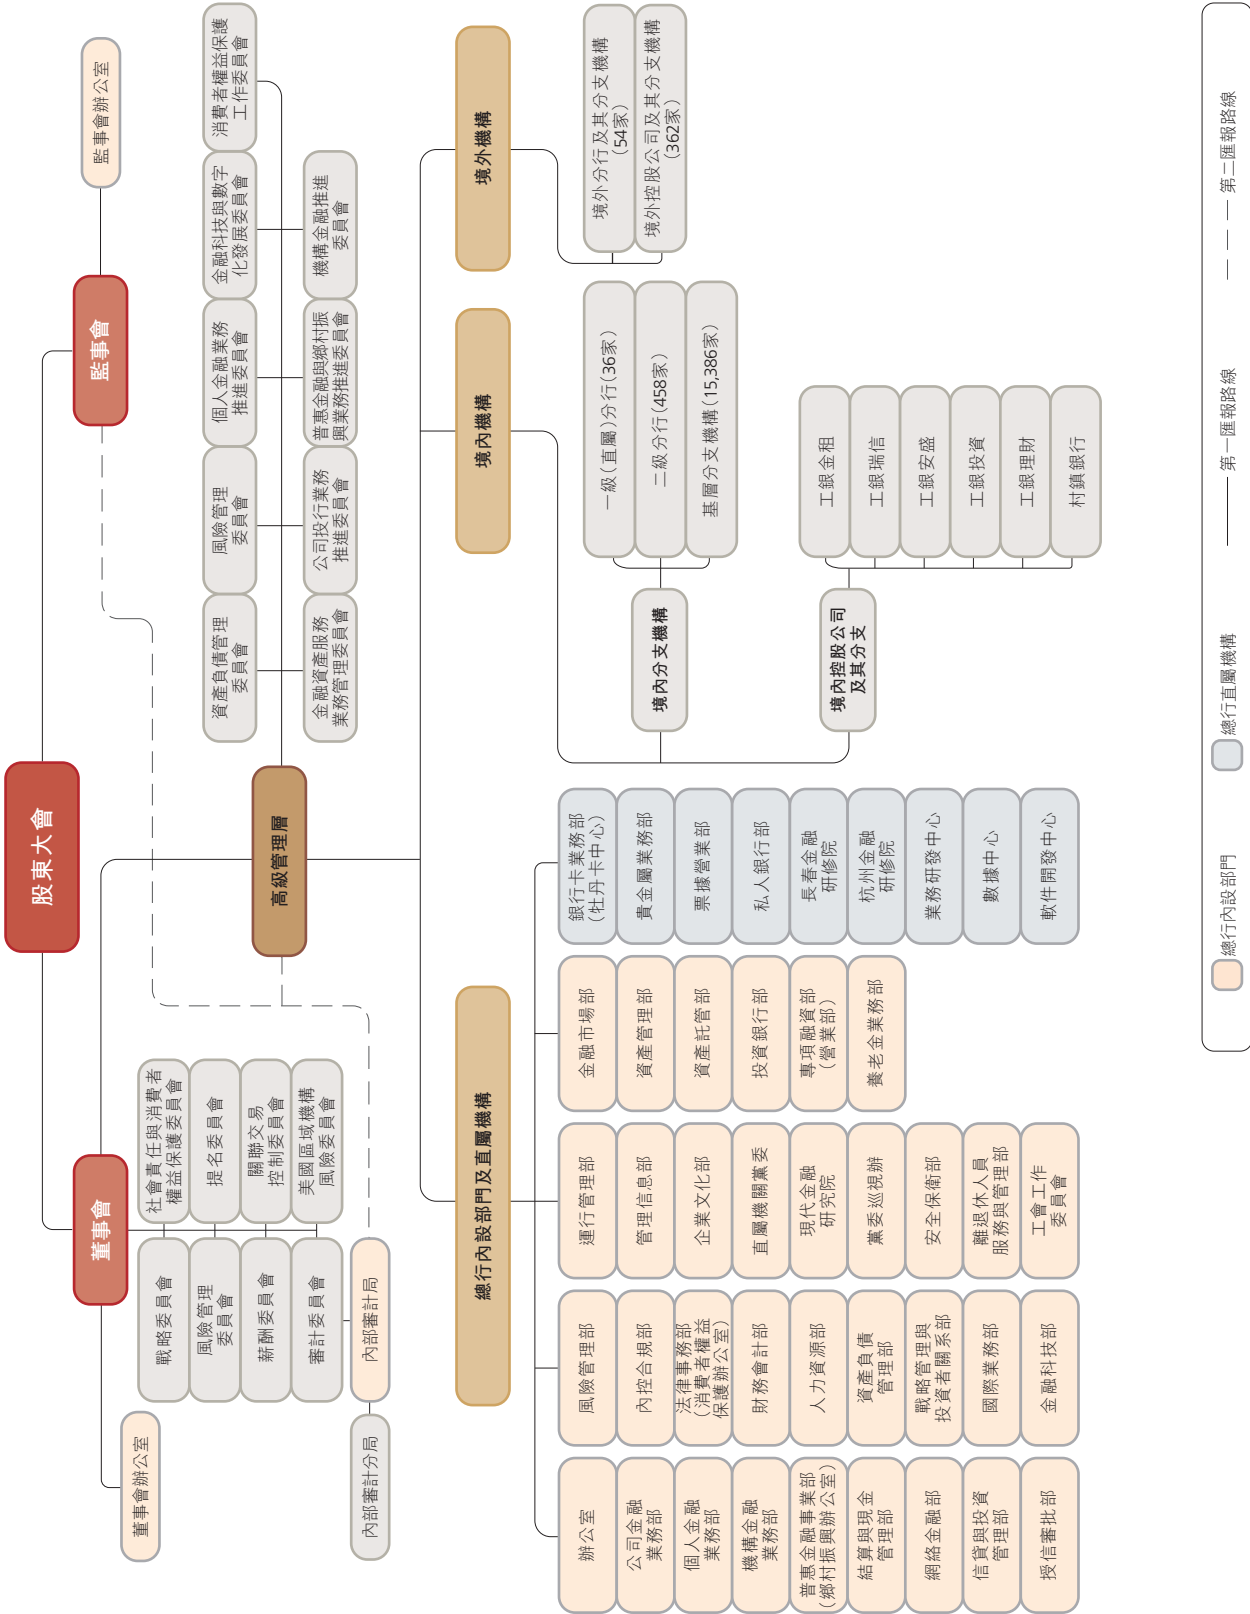 股東大會
董事會
監事會
董事會辦公室
監事會辦公室
戰略委員會
社會責任與消費者
權益保護委員會
風險管理
委員會
提名委員會
薪酬委員會
關聯交易
控制委員會
審計委員會
美國區域機構
風險委員會
內部審計局
內部審計分局
高級管理層
資產負債管理
委員會
風險管理
委員會
個人金融業務
推進委員會
金融科技與數字
化發展委員會
消費者權益保護
工作委員會
金融資產服務
業務管理委員會
公司投行業務
推進委員會
普惠金融與鄉村振
興業務推進委員會
機構金融推進
委員會
總行內設部門及直屬機構
境內機構
境外機構
辦公室
公司金融
業務部
個人金融
業務部
機構金融
業務部
普惠金融事業部
(鄉村振興辦公室)
結算與現金
管理部
網絡金融部
信貸與投資
管理部
授信審批部
風險管理部
內控合規部
法律事務部
(消費者權益
保護辦公室)
財務會計部
人力資源部
資產負債
管理部
戰略管理與
投資者關系部
國際業務部
金融科技部
運行管理部
管理信息部
企業文化部
直屬機關黨委
現代金融
研究院
黨委巡視辦
安全保衛部
離退休人員
服務與管理部
工會工作
委員會
金融市場部
資產管理部
資產託管部
投資銀行部
專項融資部
(營業部)
養老金業務部
銀行卡業務部
(牡丹卡中心)
貴金屬業務部
票據營業部
私人銀行部
長春金融
研修院
杭州金融
研修院
業務研發中心
數據中心
軟件開發中心
境內分支機構
一級(直屬)分行(36家)
二級分行(458家)
基層分支機構(15,386家)
境內控股公司
及其分支
工銀金租
工銀瑞信
工銀安盛
工銀投資
工銀理財
村鎮銀行
境外分行及其分支機構
(54家)
境外控股公司及其分支機構
(362家)
總行內設部門
總行直屬機構
第一匯報路線
第二匯報路線